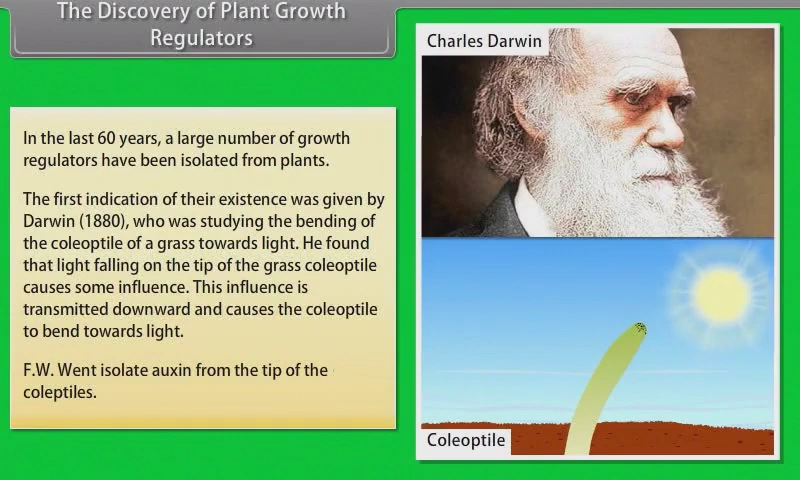 The Discovery of Plant Growth
Regulators
In the last 60 years, a large number of growth
regulators have been isolated from plants.
The first indication of their existence was given by
Darwin (1880), who was studying the bending of
the coleoptile of a grass towards light. He found
that light falling on the tip of the grass coleoptile
causes some influence. This influence is
transmitted downward and causes the coleoptile
to bend towards light.
F.W. Went isolate auxin from the tip of the
coleptiles.
Charles Darwin
Coleoptile